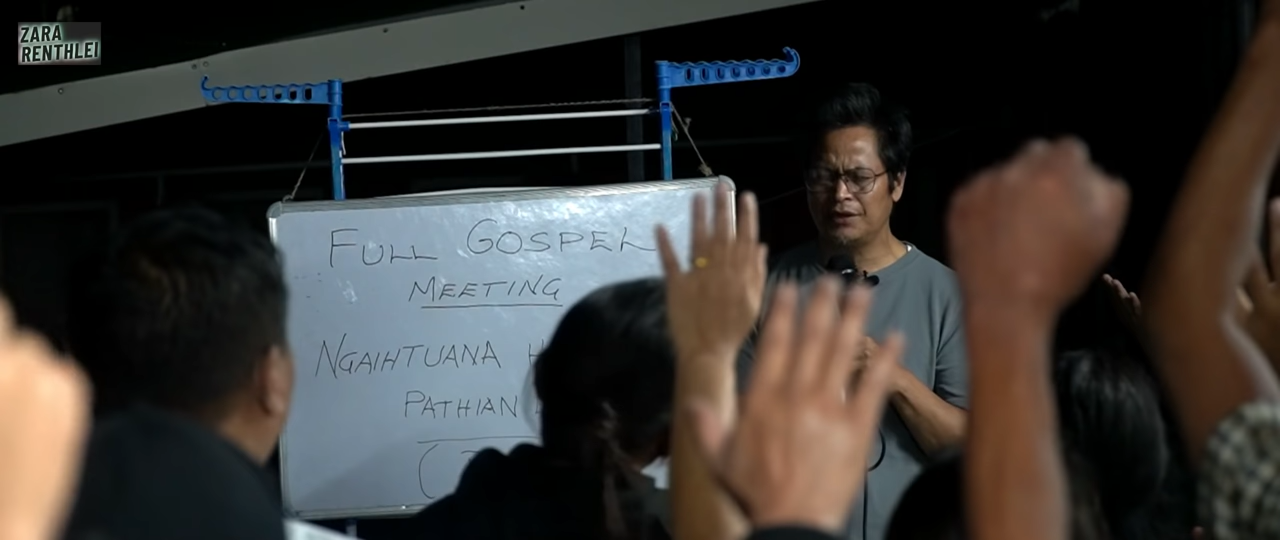 ZARA
RENTHLEI
FULL GOSPEL
MEETING
NGAIHTUANA
PATHIAN